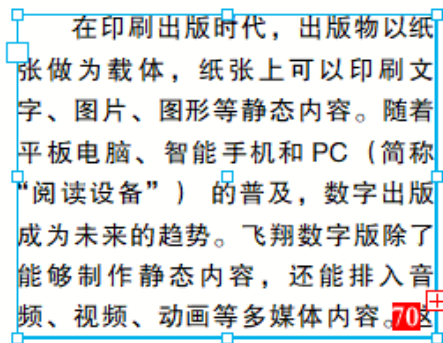 在印刷出版时代，出版物以纸
张做为载体，纸张上可以印刷文
字、图片、图形等静态内容。随着
平板电脑、智能手机和 PC（简称
“阅读设备”） 的普及，数字出版
成为未来的趋势。飞翔数字版除了
能够制作静态内容，还能排入音
频、视频、动画等多媒体内容。70这